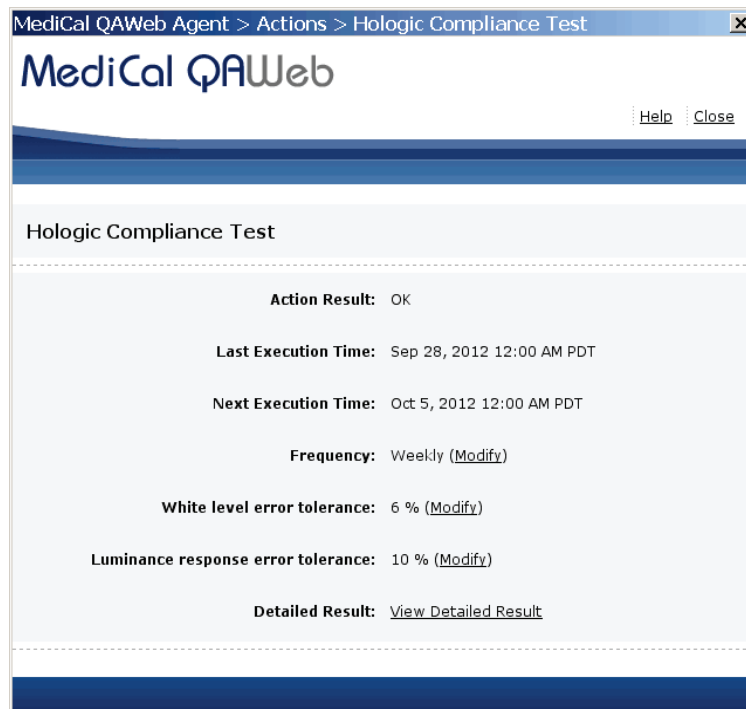 MediCal QAWeb Agent > Actions > Hologic Compliance Test
MediCal QAWeb
Help Close
Hologic Compliance Test
Action Result: OK
Last Execution Time: Sep 28, 2012 12:00 AM PDT
Next Execution Time: Oct 5, 2012 12:00 AM PDT
Frequency: Weekly (Modify)
White level error tolerance: 6 % (Modify)
Luminance response error tolerance: 10 % (Modify)
Detailed Result: View Detailed Result